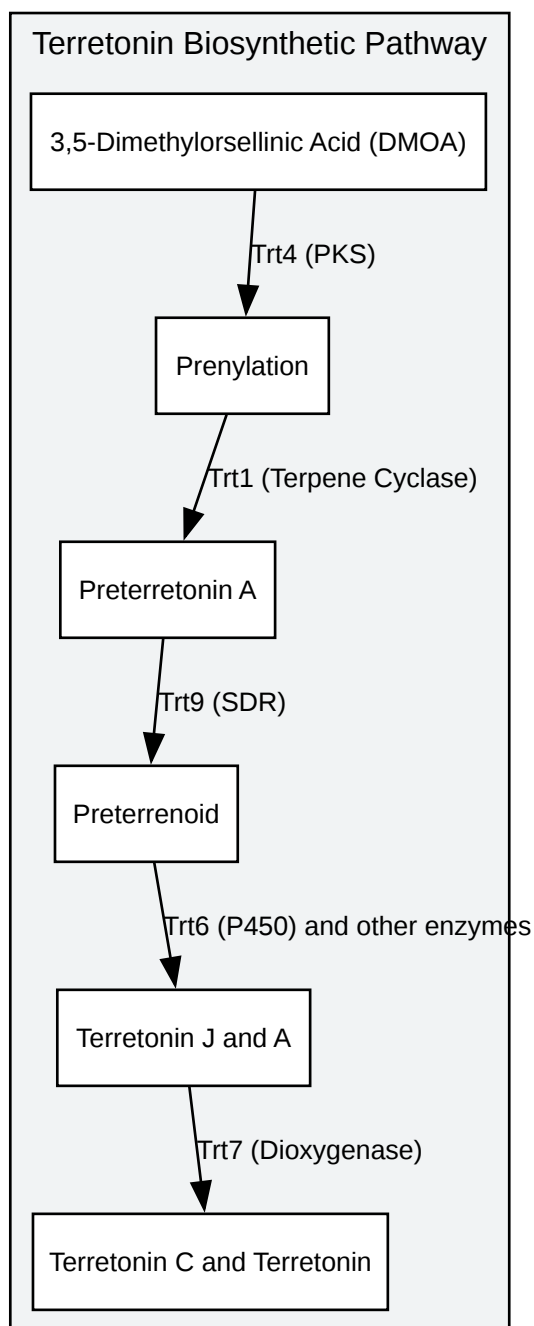 Terretonin Biosynthetic Pathway
3,5-Dimethylorsellinic Acid (DMOA)
Trt4 (PKS)
Prenylation
Trt1 (Terpene Cyclase)
Preterretonin A
Trt9 (SDR)
Preterrenoid
Trt6 (P450) and other enzymes
Terretonin J and A
Trt7 (Dioxygenase)
Terretonin C and Terretonin